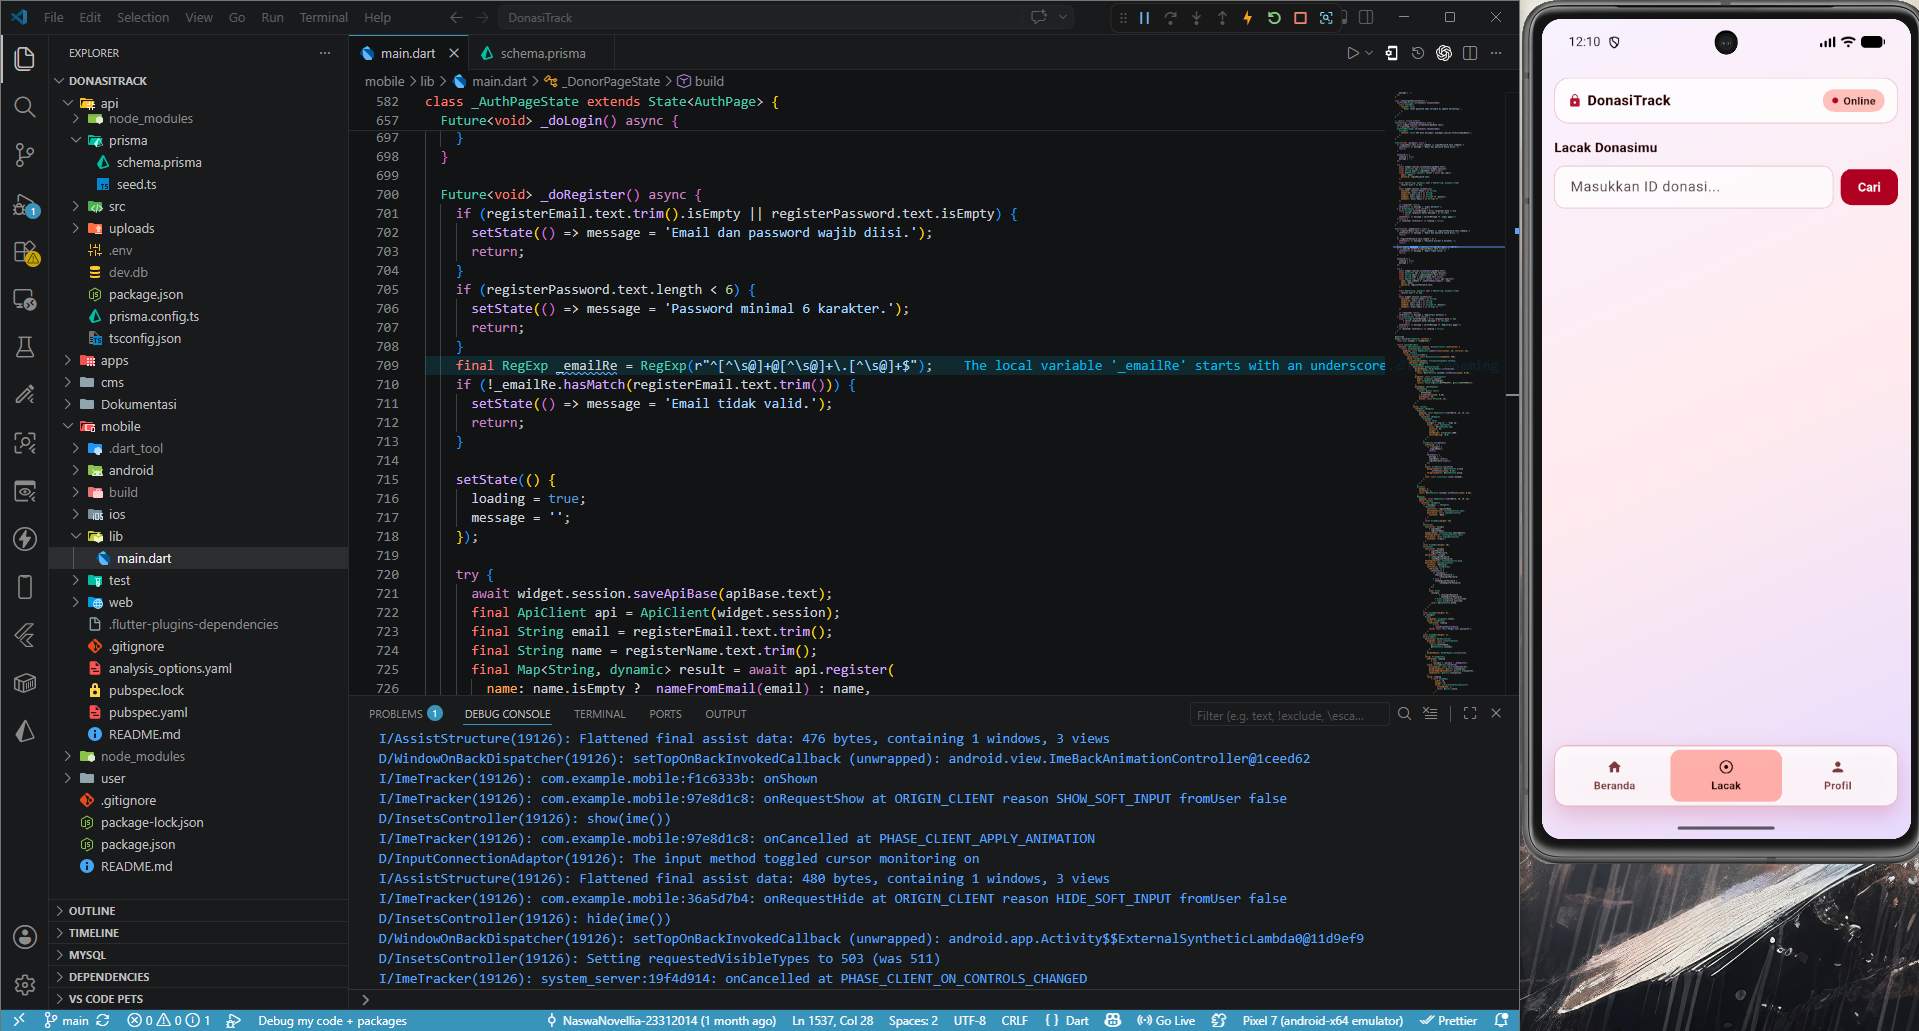 File Edit Selection View Go Run Terminal Help
DonasiTrack
EXPLORER
DONASITRACK
api
node_modules
prisma
schema.prisma
seed.ts
src
uploads
.env
dev.db
package.json
prisma.config.ts
tsconfig.json
apps
cms
Dokumentasi
mobile
.dart_tool
android
build
ios
lib
main.dart
test
web
.flutter-plugins-dependencies
.gitignore
analysis_options.yaml
pubspec.lock
pubspec.yaml
README.md
node_modules
user
.gitignore
package-lock.json
package.json
README.md
OUTLINE
TIMELINE
MYSQL
DEPENDENCIES
VS CODE PETS
main.dart
schema.prisma
mobile > lib > main.dart > _DonorPageState > build
582 class _AuthPageState extends State<AuthPage> {
657 Future<void> _doLogin() async {
697 }
698 }
699
700 Future<void> _doRegister() async {
701 if (registerEmail.text.trim().isEmpty || registerPassword.text.isEmpty) {
702 setState(() => message = 'Email dan password wajib diisi.');
703 return;
704 }
705 if (registerPassword.text.length < 6) {
706 setState(() => message = 'Password minimal 6 karakter.');
707 return;
708 }
709 final RegExp _emailRe = RegExp(r"^[^\s@]+@[^\s@]+\.[^\s@]+$"); The local variable '_emailRe' starts with an underscore
710 if (!_emailRe.hasMatch(registerEmail.text.trim())) {
711 setState(() => message = 'Email tidak valid.');
712 return;
713 }
714
715 setState(() {
716 loading = true;
717 message = '';
718 });
719
720 try {
721 await widget.session.saveApiBase(apiBase.text);
722 final ApiClient api = ApiClient(widget.session);
723 final String email = registerEmail.text.trim();
724 final String name = registerName.text.trim();
725 final Map<String, dynamic> result = await api.register(
726 name: name.isEmpty ? _nameFromEmail(email) : name,
PROBLEMS 1 DEBUG CONSOLE TERMINAL PORTS OUTPUT
Filter (e.g. text, !exclude, \esca...
I/AssistStructure(19126): Flattened final assist data: 476 bytes, containing 1 windows, 3 views
D/WindowOnBackDispatcher(19126): setTopOnBackInvokedCallback (unwrapped): android.view.ImeBackAnimationController@1ceed62
I/ImeTracker(19126): com.example.mobile:f1c6333b: onShown
I/ImeTracker(19126): com.example.mobile:97e8d1c8: onRequestShow at ORIGIN_CLIENT reason SHOW_SOFT_INPUT fromUser false
D/InsetsController(19126): show(ime())
I/ImeTracker(19126): com.example.mobile:97e8d1c8: onCancelled at PHASE_CLIENT_APPLY_ANIMATION
D/InputConnectionAdaptor(19126): The input method toggled cursor monitoring on
I/AssistStructure(19126): Flattened final assist data: 480 bytes, containing 1 windows, 3 views
I/ImeTracker(19126): com.example.mobile:36a5d7b4: onRequestHide at ORIGIN_CLIENT reason HIDE_SOFT_INPUT fromUser false
D/InsetsController(19126): hide(ime())
D/WindowOnBackDispatcher(19126): setTopOnBackInvokedCallback (unwrapped): android.app.Activity$$ExternalSyntheticLambda0@11d9ef9
D/InsetsController(19126): Setting requestedVisibleTypes to 503 (was 511)
I/ImeTracker(19126): system_server:19f4d914: onCancelled at PHASE_CLIENT_ON_CONTROLS_CHANGED
main 0 0 1 Debug my code + packages NaswaNovellia-23312014 (1 month ago) Ln 1537, Col 28 Spaces: 2 UTF-8 CRLF { } Dart Go Live Pixel 7 (android-x64 emulator) Prettier
12:10
DonasiTrack
Online
Lacak Donasimu
Masukkan ID donasi...
Cari
Beranda
Lacak
Profil